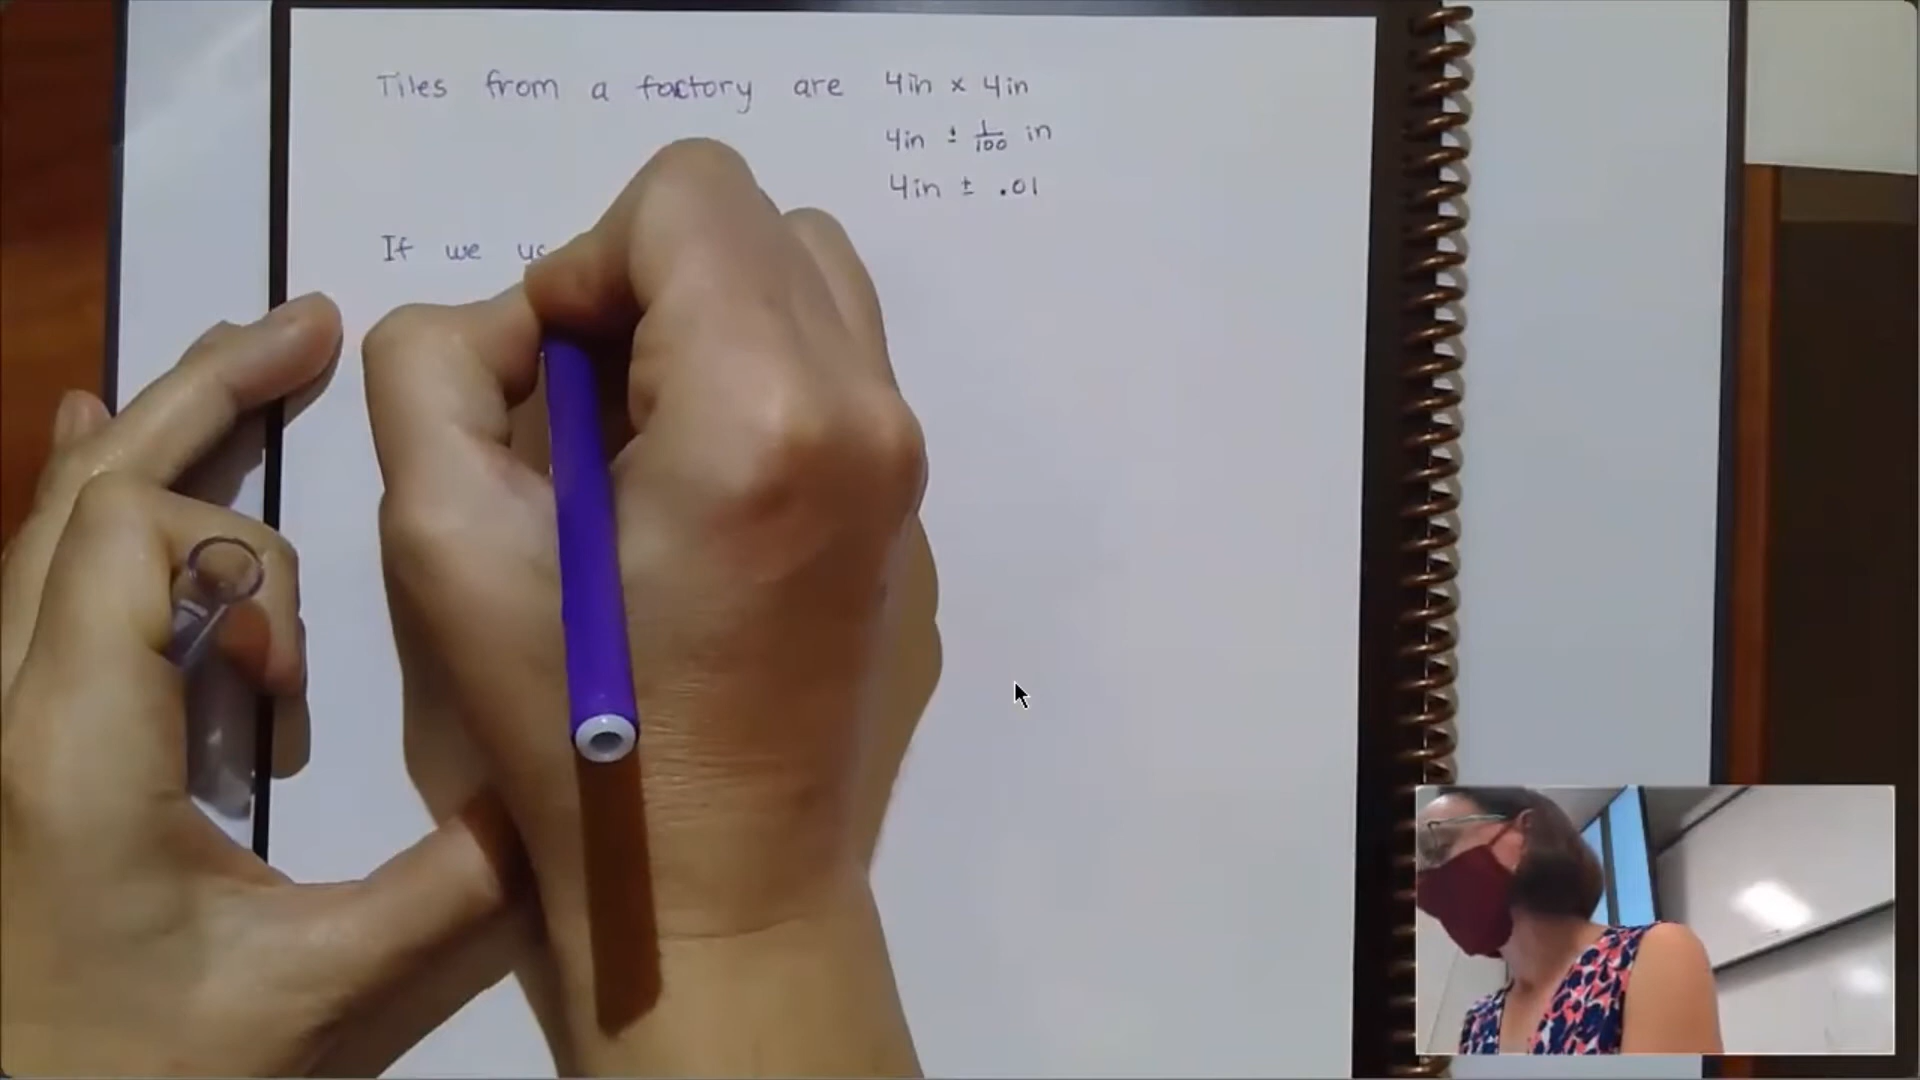 Tiles from a factory are 4in x 4in
4in ± 1/100 in
4in ± .01
If we